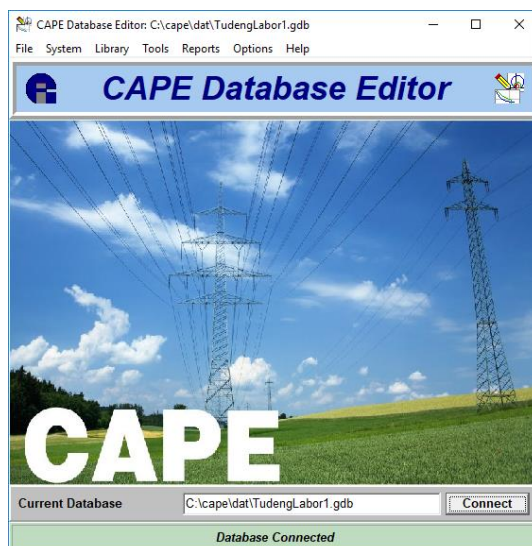 CAPE Database Editor: C:\cape\dat\TudengLabor1.gdb
File System Library Tools Reports Options Help
CAPE Database Editor
CAPE
Current Database C:\cape\dat\TudengLabor1.gdb Connect
Database Connected